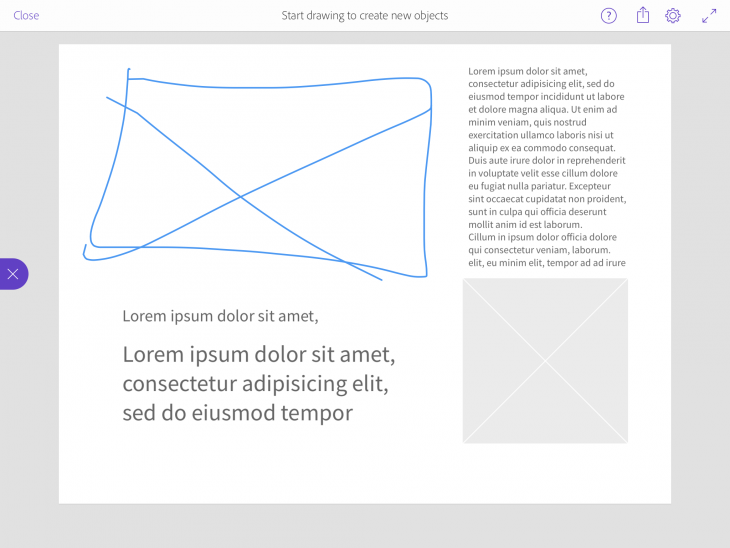 Close
Start drawing to create new objects
?
Lorem ipsum dolor sit amet,
consectetur adipisicing elit, sed do
eiusmod tempor incididunt ut labore
et dolore magna aliqua. Ut enim ad
minim veniam, quis nostrud
exercitation ullamco laboris nisi ut
aliquip ex ea commodo consequat.
Duis aute irure dolor in reprehenderit
in voluptate velit esse cillum dolore
eu fugiat nulla pariatur. Excepteur
sint occaecat cupidatat non proident,
sunt in culpa qui officia deserunt
mollit anim id est laborum.
Cillum in ipsum dolor officia dolore
qui consectetur veniam, laborum.
elit, eu minim elit, tempor ad ad irure
Lorem ipsum dolor sit amet,
Lorem ipsum dolor sit amet,
consectetur adipisicing elit,
sed do eiusmod tempor